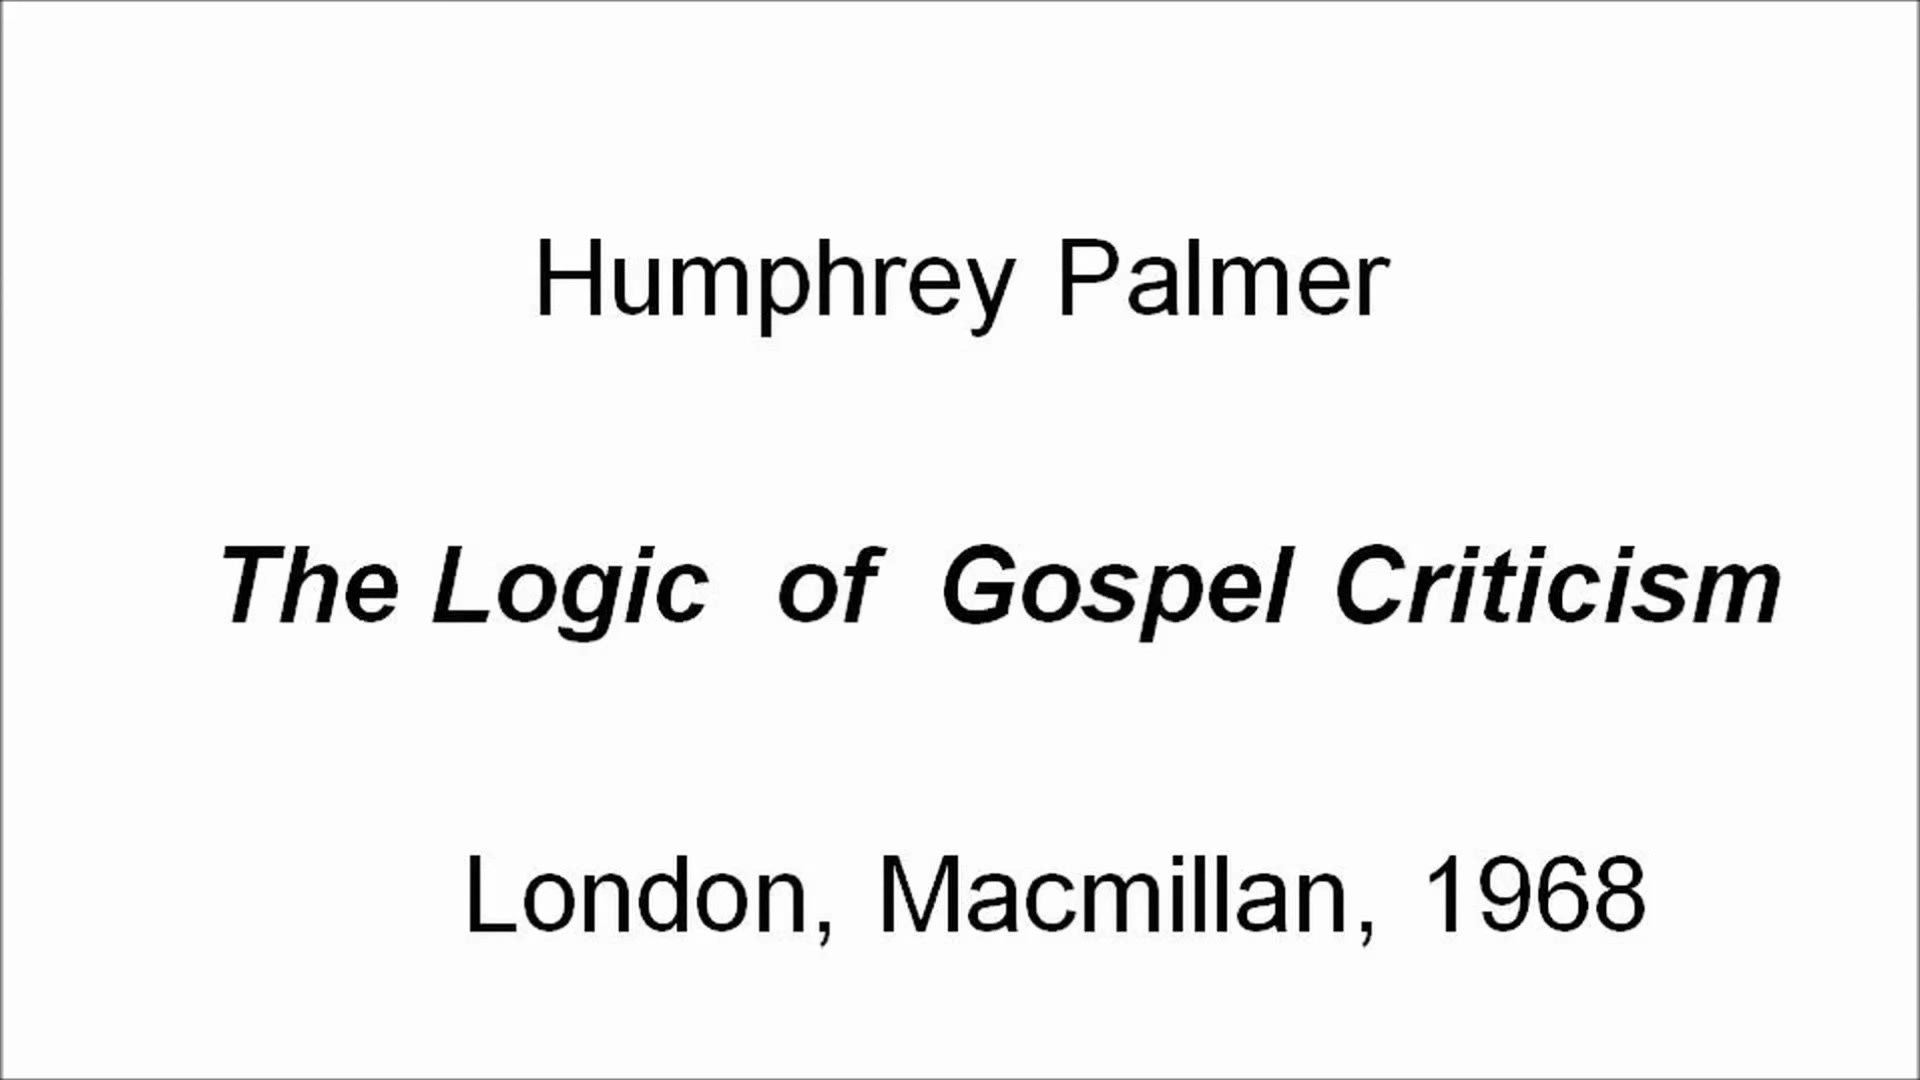 Humphrey Palmer
The Logic of Gospel Criticism
London, Macmillan, 1968